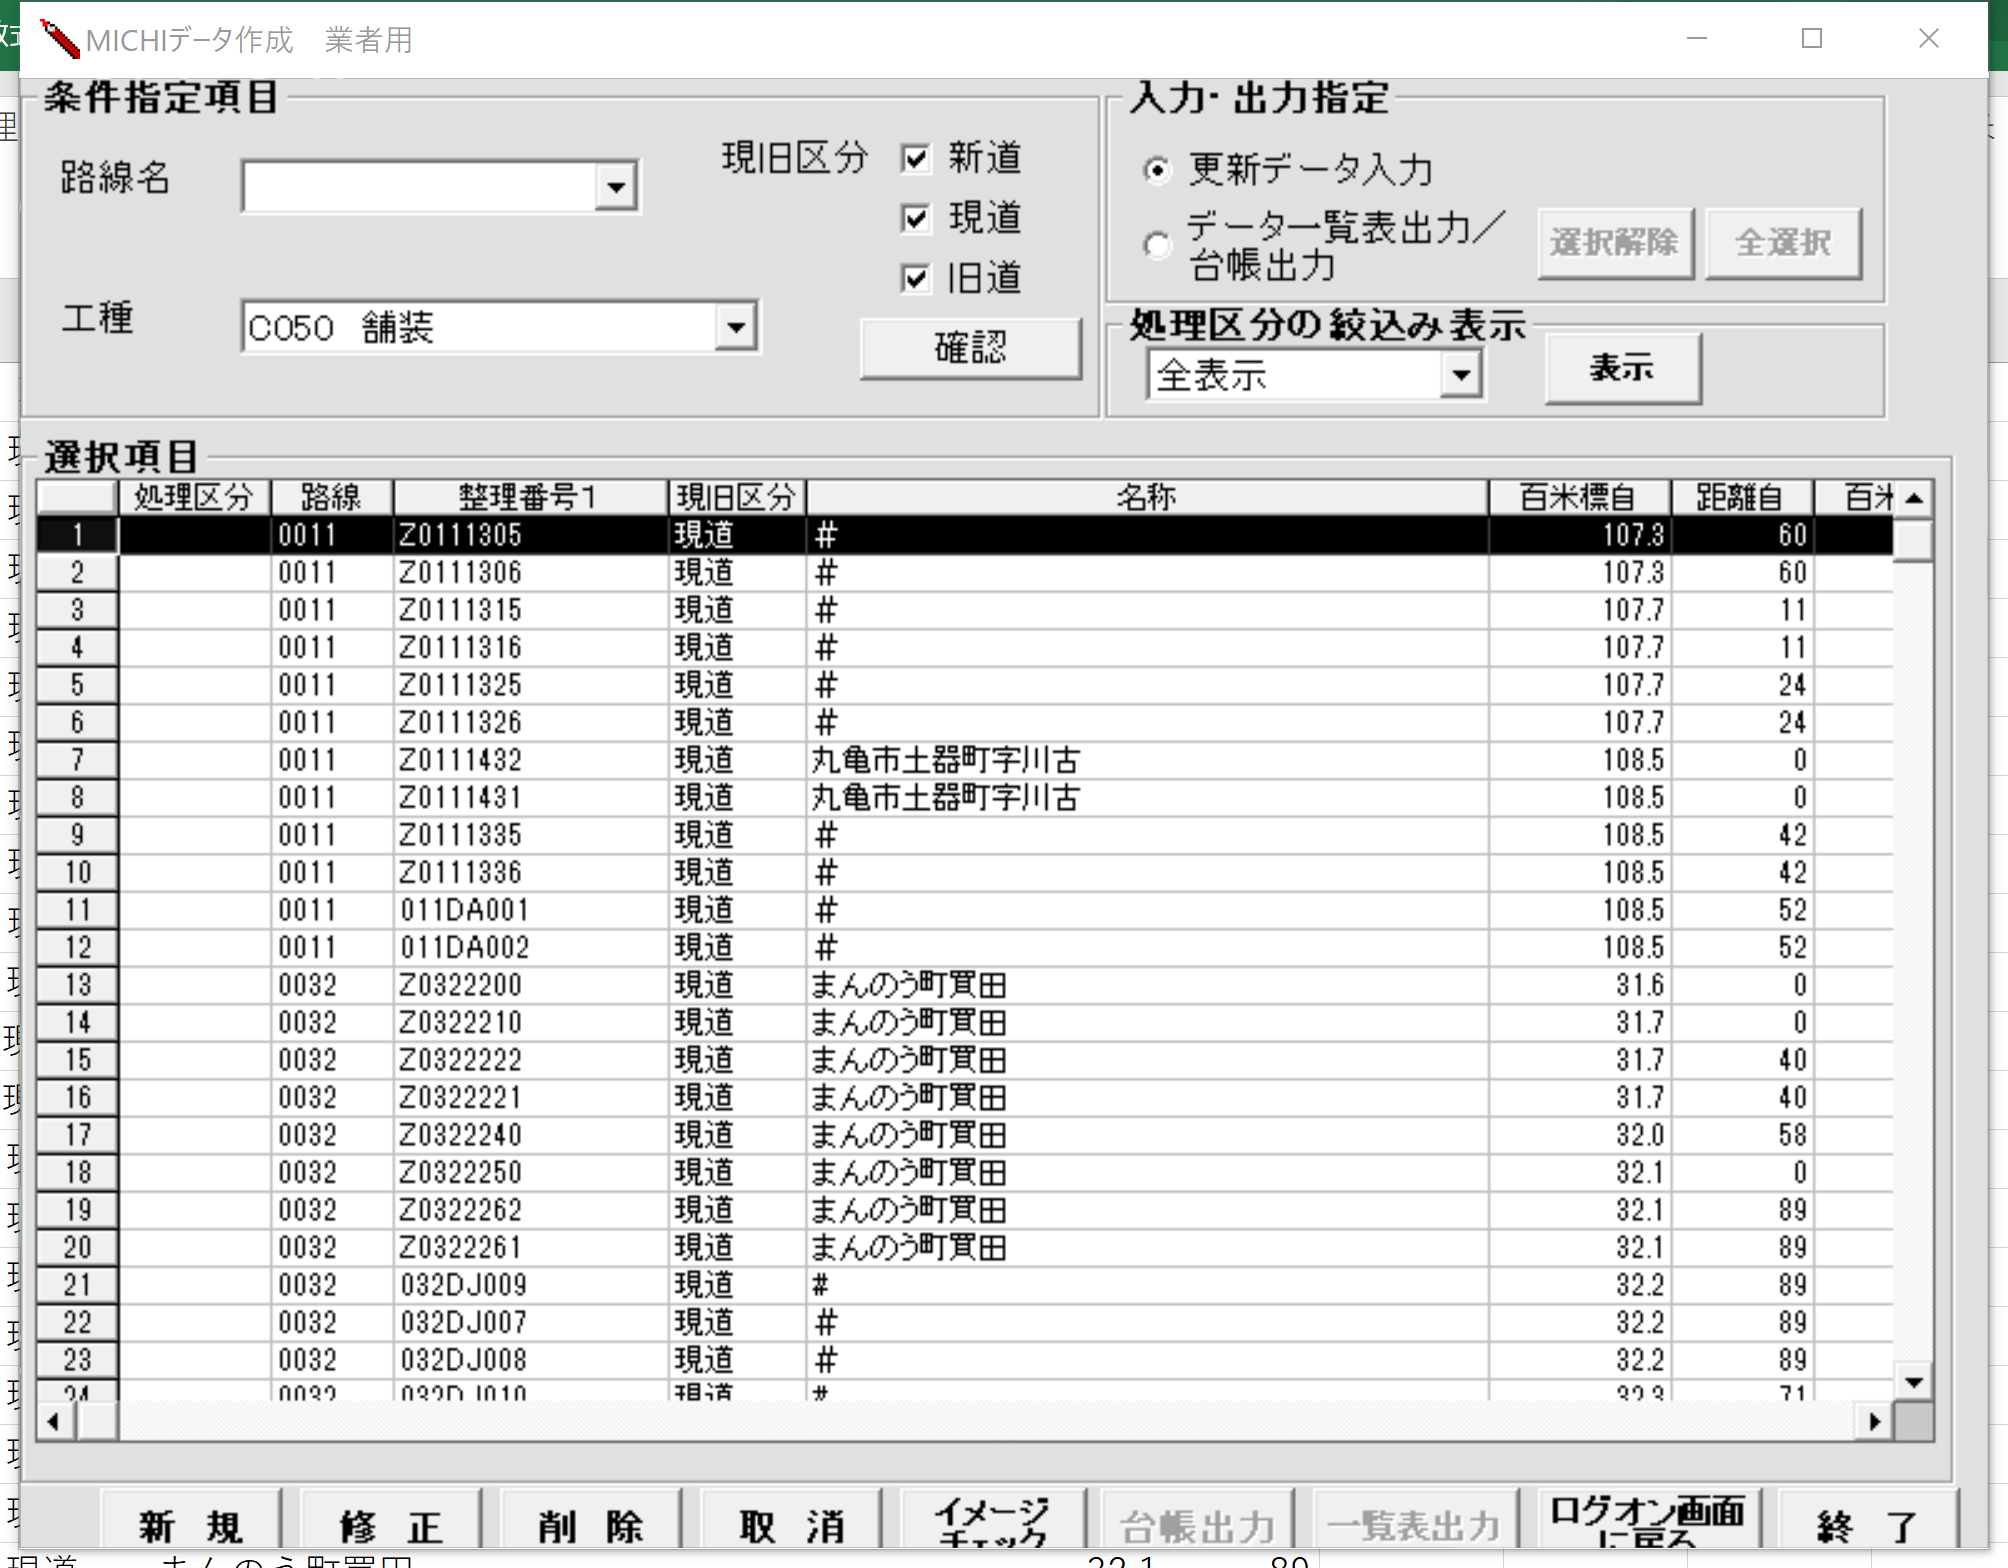 MICHIデータ作成　業者用
条件指定項目
路線名
現旧区分
新道
現道
旧道
工種
C050　舗装
確認
入力・出力指定
更新データ入力
データ一覧表出力／
台帳出力
選択解除
全選択
処理区分の絞込み表示
全表示
表示
選択項目
処理区分 路線 整理番号1 現旧区分 名称 百米標自 距離自 百米
1 0011 Z0111305 現道 ＃ 107.3 60
2 0011 Z0111306 現道 ＃ 107.3 60
3 0011 Z0111315 現道 ＃ 107.7 11
4 0011 Z0111316 現道 ＃ 107.7 11
5 0011 Z0111325 現道 ＃ 107.7 24
6 0011 Z0111326 現道 ＃ 107.7 24
7 0011 Z0111432 現道 丸亀市土器町字川古 108.5 0
8 0011 Z0111431 現道 丸亀市土器町字川古 108.5 0
9 0011 Z0111335 現道 ＃ 108.5 42
10 0011 Z0111336 現道 ＃ 108.5 42
11 0011 011DA001 現道 ＃ 108.5 52
12 0011 011DA002 現道 ＃ 108.5 52
13 0032 Z0322200 現道 まんのう町買田 31.6 0
14 0032 Z0322210 現道 まんのう町買田 31.7 0
15 0032 Z0322222 現道 まんのう町買田 31.7 40
16 0032 Z0322221 現道 まんのう町買田 31.7 40
17 0032 Z0322240 現道 まんのう町買田 32.0 58
18 0032 Z0322250 現道 まんのう町買田 32.1 0
19 0032 Z0322262 現道 まんのう町買田 32.1 89
20 0032 Z0322261 現道 まんのう町買田 32.1 89
21 0032 032DJ009 現道 # 32.2 89
22 0032 032DJ007 現道 ＃ 32.2 89
23 0032 032DJ008 現道 ＃ 32.2 89
24 0032 032DJ010 現道 # 32.3 71
新　規
修　正
削　除
取　消
イメージ
チェック
台帳出力
一覧表出力
ログオン画面
に戻る
終　了
現道 まんのう町買田 32.1 89